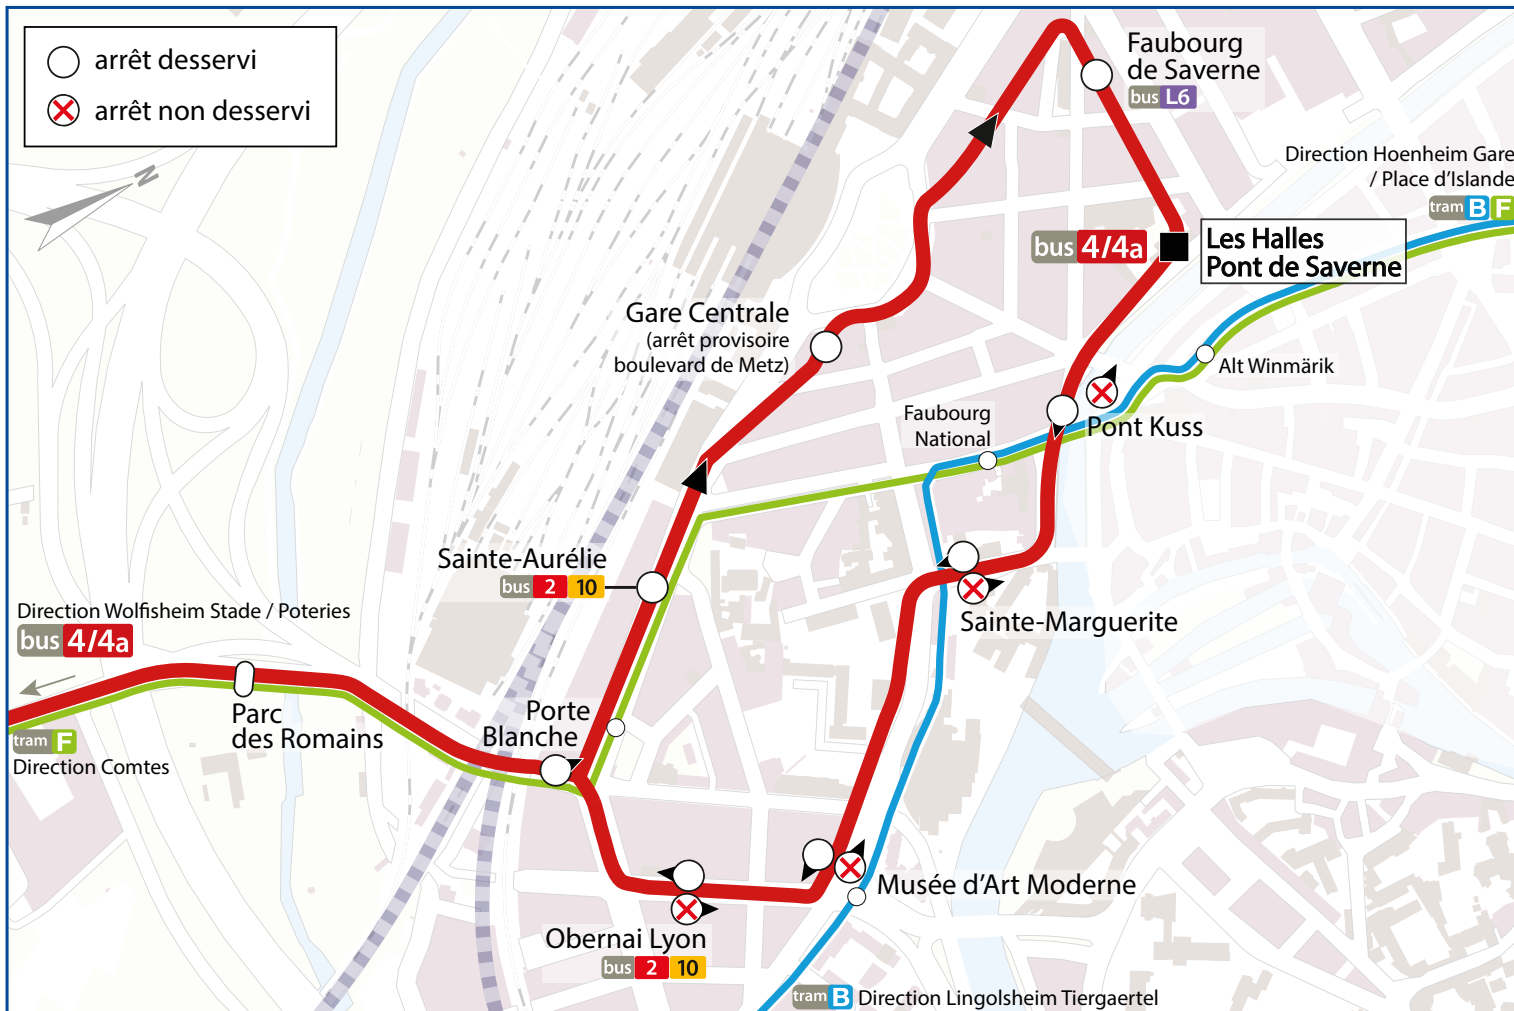 arrêt desservi
arrêt non desservi
N
Faubourg
de Saverne
bus L6
Direction Hoenheim Gare
/ Place d'Islande
tram B F
bus 4/4a
Les Halles
Pont de Saverne
Gare Centrale
(arrêt provisoire
boulevard de Metz)
Alt Winmärik
Faubourg
National
Pont Kuss
Sainte-Aurélie
bus 2 10
Sainte-Marguerite
Direction Wolfisheim Stade / Poteries
bus 4/4a
Parc
des Romains
tram F
Direction Comtes
Porte
Blanche
Musée d'Art Moderne
Obernai Lyon
bus 2 10
tram B Direction Lingolsheim Tiergaertel